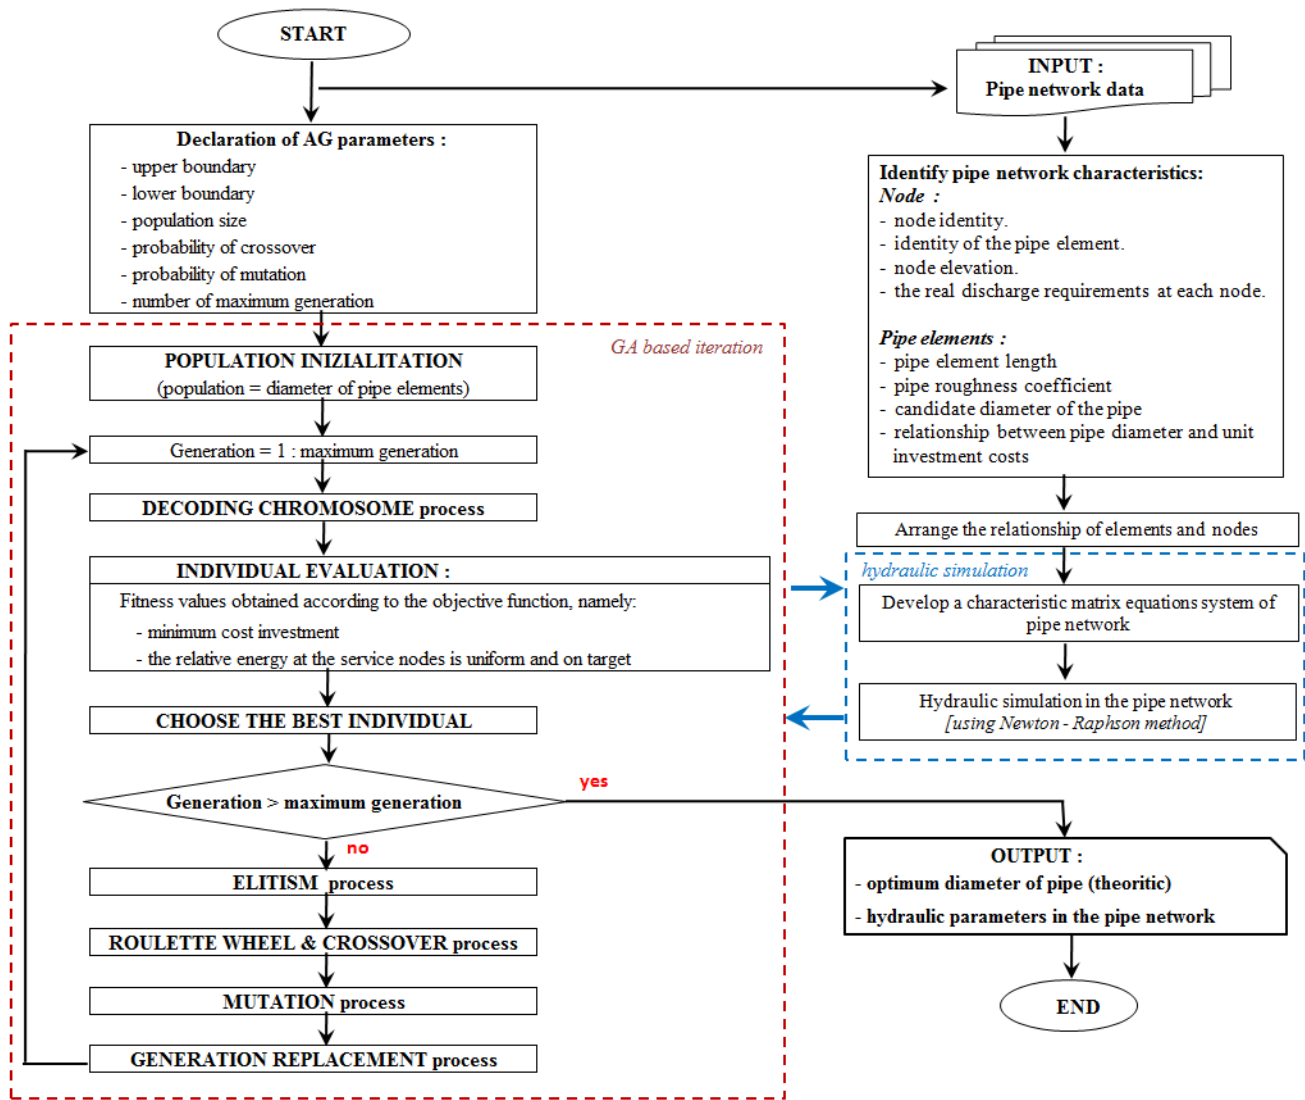 START
INPUT :
Pipe network data
Declaration of AG parameters :
- upper boundary
- lower boundary
- population size
- probability of crossover
- probability of mutation
- number of maximum generation
Identify pipe network characteristics:
Node :
- node identity.
- identity of the pipe element.
- node elevation.
- the real discharge requirements at each node.
Pipe elements :
- pipe element length
- pipe roughness coefficient
- candidate diameter of the pipe
- relationship between pipe diameter and unit
investment costs
Arrange the relationship of elements and nodes
GA based iteration
POPULATION INIZIALITATION
(population = diameter of pipe elements)
Generation = 1 : maximum generation
DECODING CHROMOSOME process
INDIVIDUAL EVALUATION :
Fitness values obtained according to the objective function, namely:
- minimum cost investment
- the relative energy at the service nodes is uniform and on target
hydraulic simulation
Develop a characteristic matrix equations system of
pipe network
Hydraulic simulation in the pipe network
[using Newton - Raphson method]
CHOOSE THE BEST INDIVIDUAL
Generation > maximum generation
yes
no
ELITISM process
ROULETTE WHEEL & CROSSOVER process
MUTATION process
GENERATION REPLACEMENT process
OUTPUT :
- optimum diameter of pipe (theoritic)
- hydraulic parameters in the pipe network
END